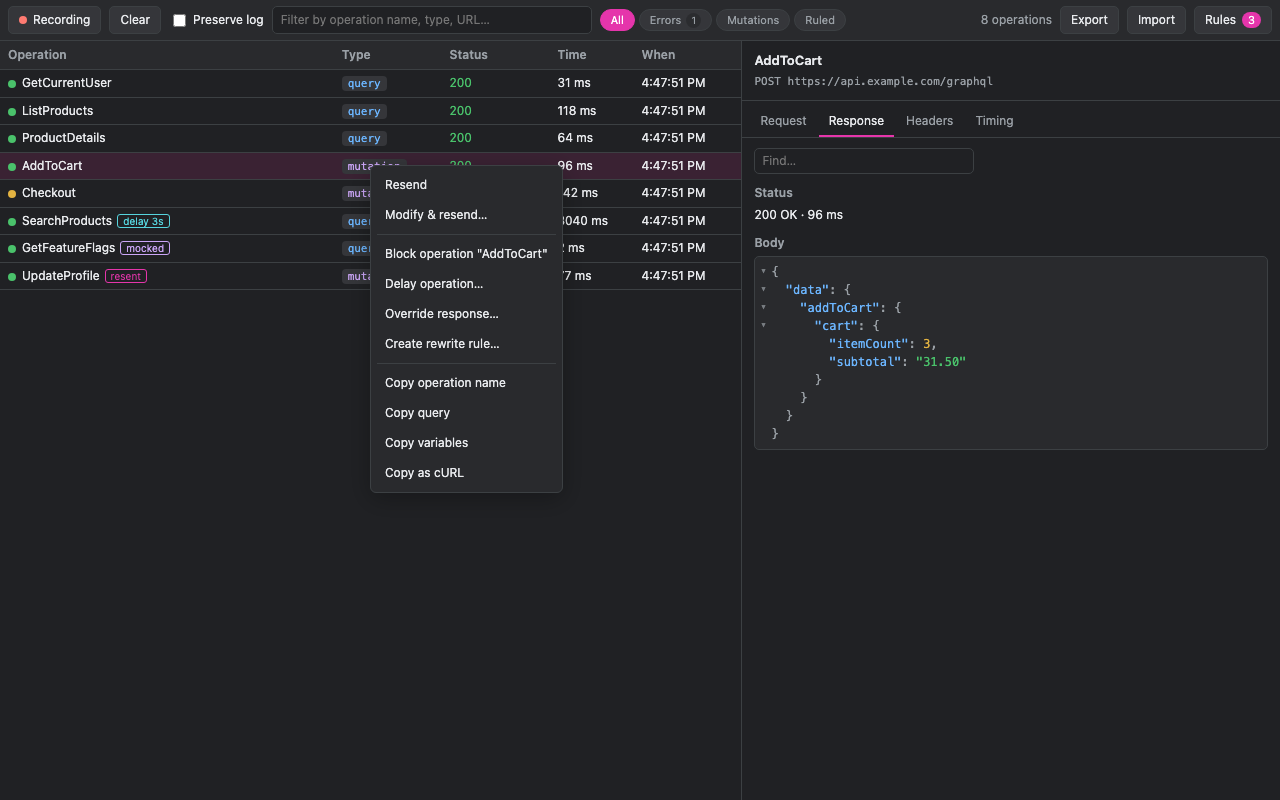 Recording Clear Preserve log Filter by operation name, type, URL... All Errors 1 Mutations Ruled 8 operations Export Import Rules 3
Operation Type Status Time When
GetCurrentUser query 200 31 ms 4:47:51 PM
ListProducts query 200 118 ms 4:47:51 PM
ProductDetails query 200 64 ms 4:47:51 PM
AddToCart 96 ms 4:47:51 PM
Checkout 4:47:51 PM
SearchProducts delay 3s 4:47:51 PM
GetFeatureFlags mocked 4:47:51 PM
UpdateProfile resent 4:47:51 PM
Resend
Modify & resend...
Block operation "AddToCart"
Delay operation...
Override response...
Create rewrite rule...
Copy operation name
Copy query
Copy variables
Copy as cURL
AddToCart
POST https://api.example.com/graphql
Request Response Headers Timing
Find...
Status
200 OK · 96 ms
Body
{
"data": {
"addToCart": {
"cart": {
"itemCount": 3,
"subtotal": "31.50"
}
}
}
}